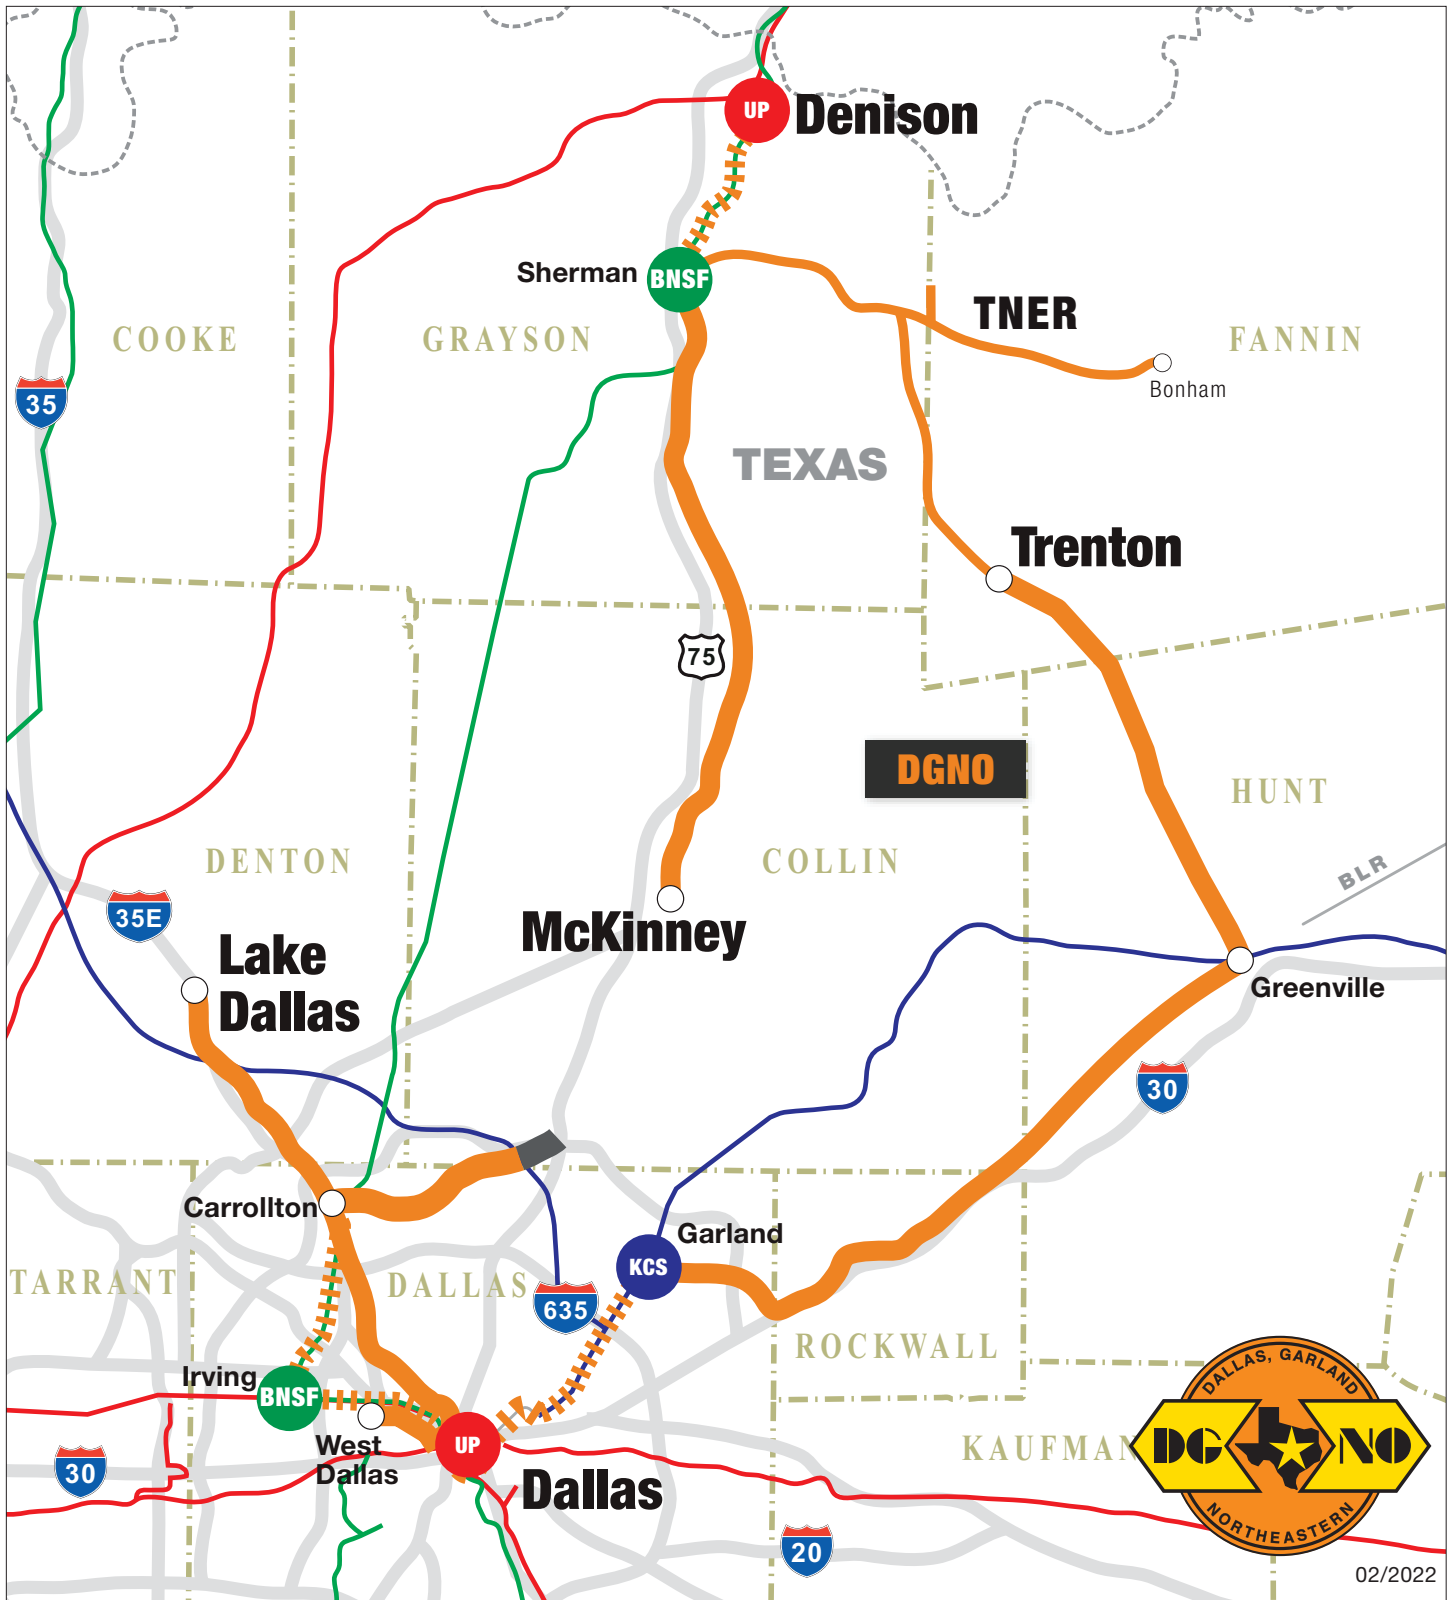 UP
Denison
Sherman
BNSF
TNER
COOKE
GRAYSON
FANNIN
Bonham
35
TEXAS
Trenton
75
DGNO
HUNT
DENTON
COLLIN
BLR
35E
McKinney
Lake
Dallas
Greenville
30
Carrollton
Garland
KCS
TARRANT
DALLAS
635
ROCKWALL
Irving
BNSF
West
Dallas
UP
Dallas
30
20
KAUFMAN
DALLAS, GARLAND
DG NO
NORTHEASTERN
02/2022